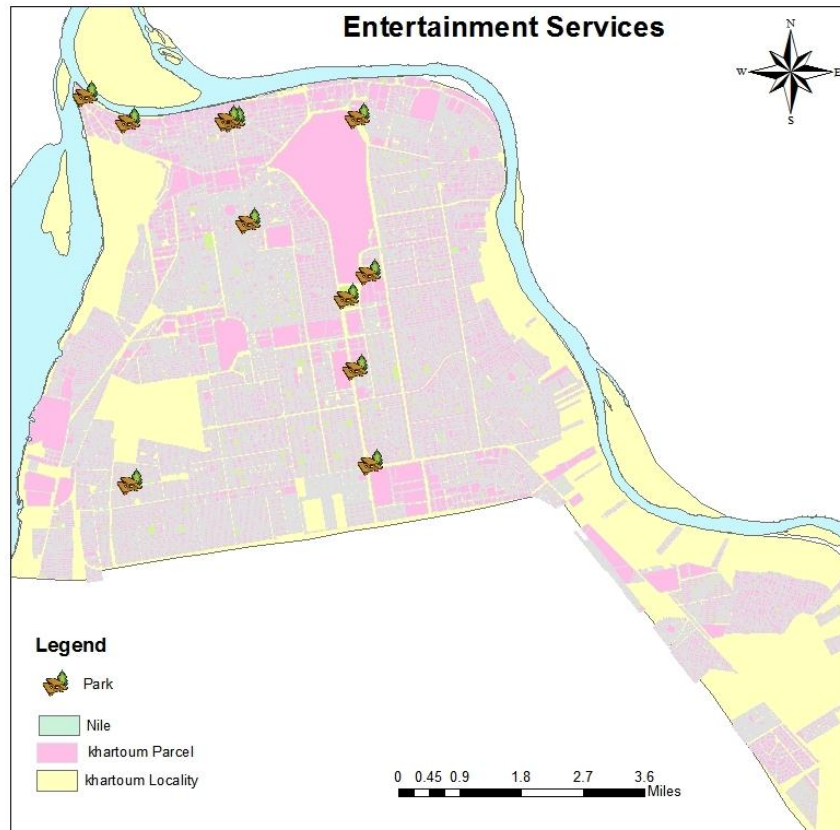 Entertainment Services
N
W E
S
Legend
Park
Nile
khartoum Parcel
khartoum Locality
0 0.45 0.9 1.8 2.7 3.6
Miles